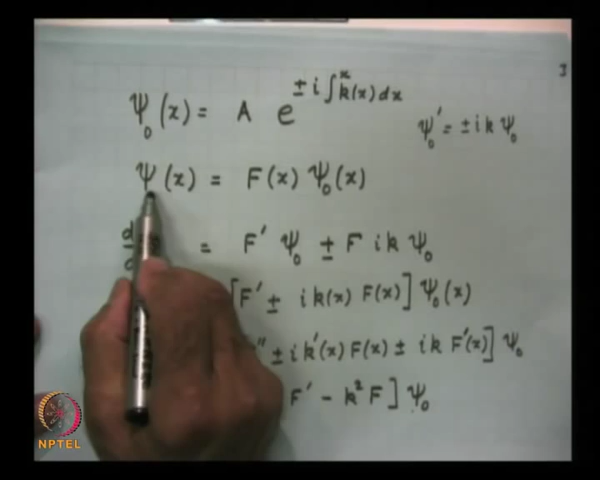 3
Ψ₀(x) = A e^{± i ∫^x k(x) dx}    Ψ₀' = ± i k Ψ₀
Ψ(x) = F(x) Ψ₀(x)
d = F' Ψ₀ ± F i k Ψ₀
[F' ± i k(x) F(x)] Ψ₀(x)
'' ± i k'(x) F(x) ± i k F'(x)] Ψ₀
F' − k² F] Ψ₀
NPTEL